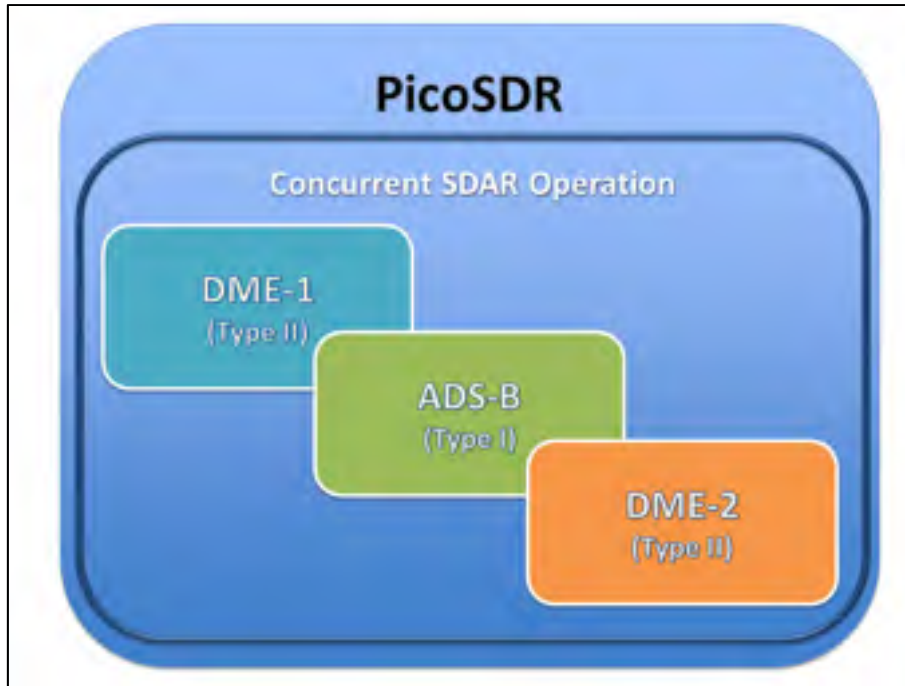 PicoSDR
Concurrent SDAR Operation
DME-1
(Type II)
ADS-B
(Type I)
DME-2
(Type II)